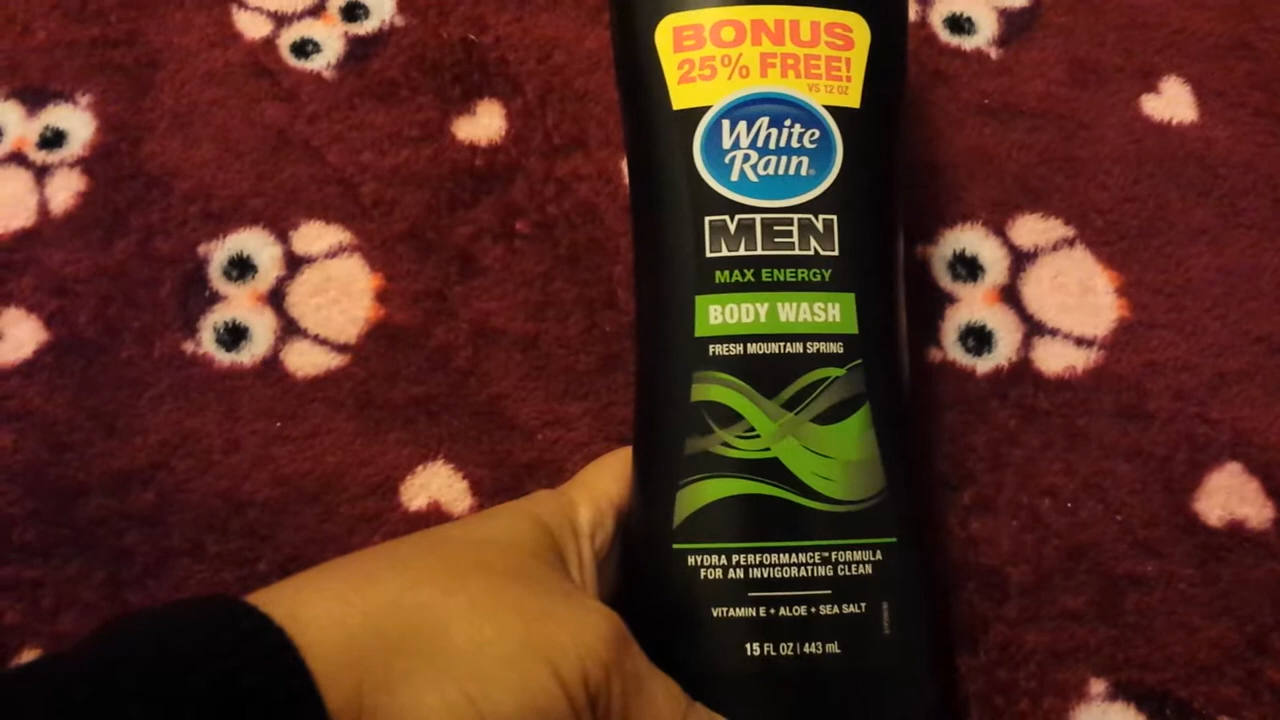 BONUS
25% FREE!
VS 12 OZ
White
Rain®
MEN
MAX ENERGY
BODY WASH
FRESH MOUNTAIN SPRING
HYDRA PERFORMANCE™ FORMULA
FOR AN INVIGORATING CLEAN
VITAMIN E + ALOE + SEA SALT
15 FL OZ | 443 mL